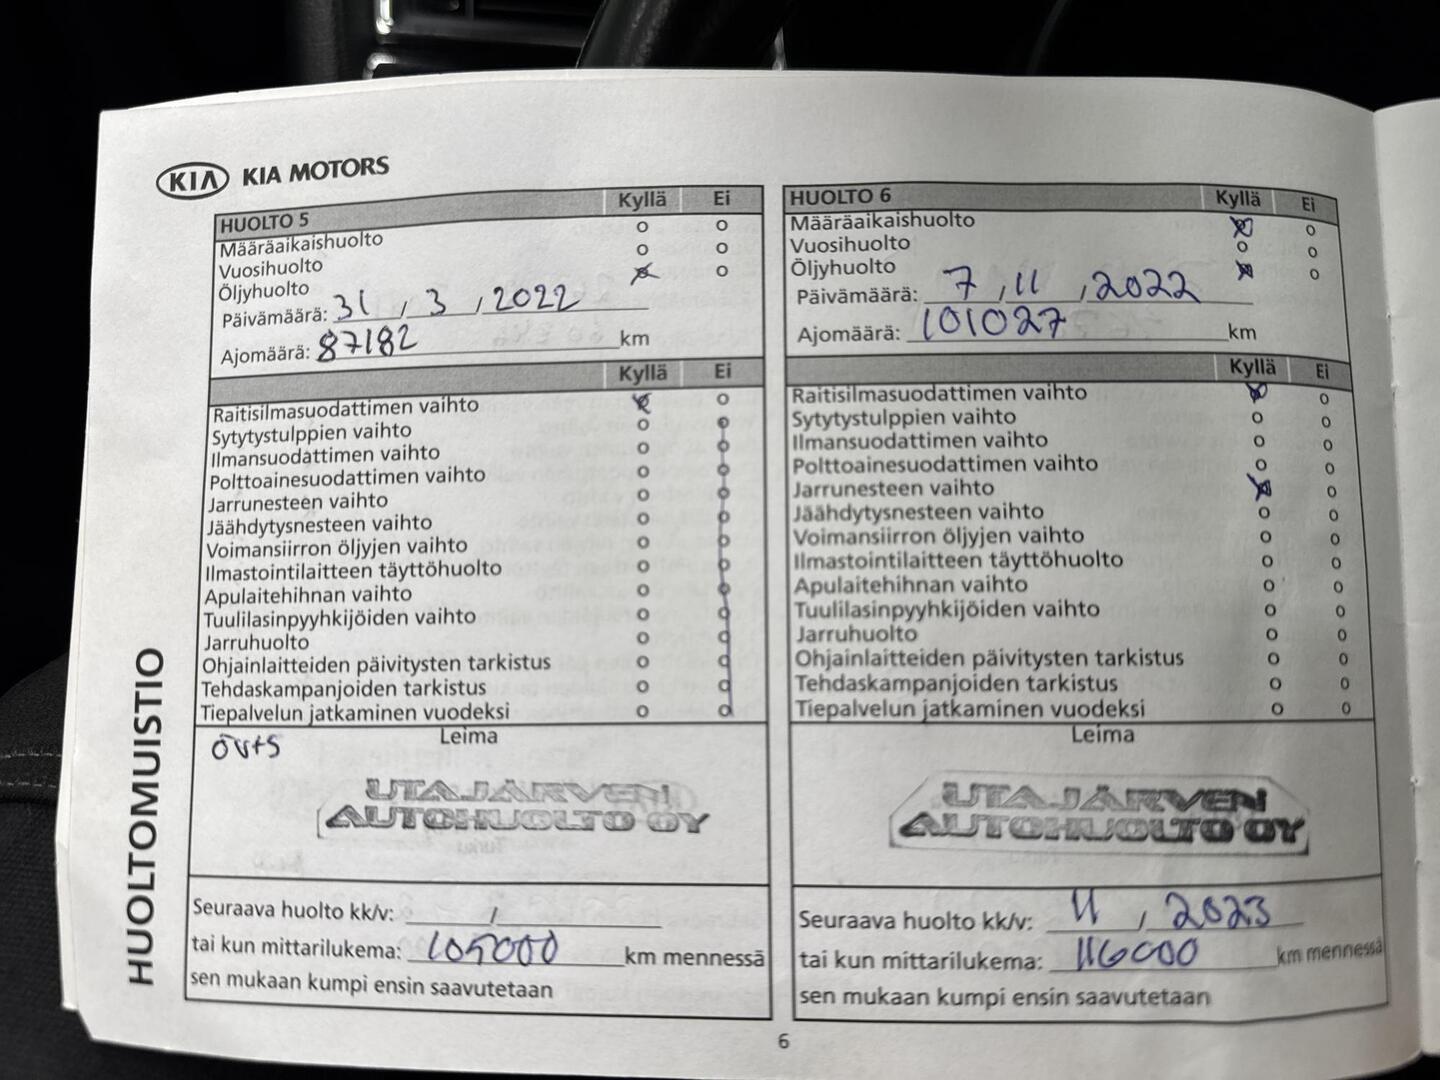 KIA KIA MOTORS
HUOLTO 5 Kyllä Ei
Määräaikaishuolto o o
Vuosihuolto o o
Öljyhuolto x o
Päivämäärä: 31 , 3 , 2022
Ajomäärä: 87182 km
Kyllä Ei
Raitisilmasuodattimen vaihto x o
Sytytystulppien vaihto o o
Ilmansuodattimen vaihto o o
Polttoainesuodattimen vaihto o o
Jarrunesteen vaihto o o
Jäähdytysnesteen vaihto o o
Voimansiirron öljyjen vaihto o o
Ilmastointilaitteen täyttöhuolto o o
Apulaitehihnan vaihto o o
Tuulilasinpyyhkijöiden vaihto o o
Jarruhuolto o o
Ohjainlaitteiden päivitysten tarkistus o o
Tehdaskampanjoiden tarkistus o o
Tiepalvelun jatkaminen vuodeksi o o
Leima
öv+s
UTAJÄRVEN
AUTOHUOLTO OY
Seuraava huolto kk/v: /
tai kun mittarilukema: 105000 km mennessä
sen mukaan kumpi ensin saavutetaan
HUOLTO 6 Kyllä Ei
Määräaikaishuolto x o
Vuosihuolto o o
Öljyhuolto x o
Päivämäärä: 7 , 11 , 2022
Ajomäärä: 101027 km
Kyllä Ei
Raitisilmasuodattimen vaihto x o
Sytytystulppien vaihto o o
Ilmansuodattimen vaihto o o
Polttoainesuodattimen vaihto o o
Jarrunesteen vaihto x o
Jäähdytysnesteen vaihto o o
Voimansiirron öljyjen vaihto o o
Ilmastointilaitteen täyttöhuolto o o
Apulaitehihnan vaihto o o
Tuulilasinpyyhkijöiden vaihto o o
Jarruhuolto o o
Ohjainlaitteiden päivitysten tarkistus o o
Tehdaskampanjoiden tarkistus o o
Tiepalvelun jatkaminen vuodeksi o o
Leima
UTAJÄRVEN
AUTOHUOLTO OY
Seuraava huolto kk/v: 11 / 2023
tai kun mittarilukema: 116000 km mennessä
sen mukaan kumpi ensin saavutetaan
HUOLTOMUISTIO
6